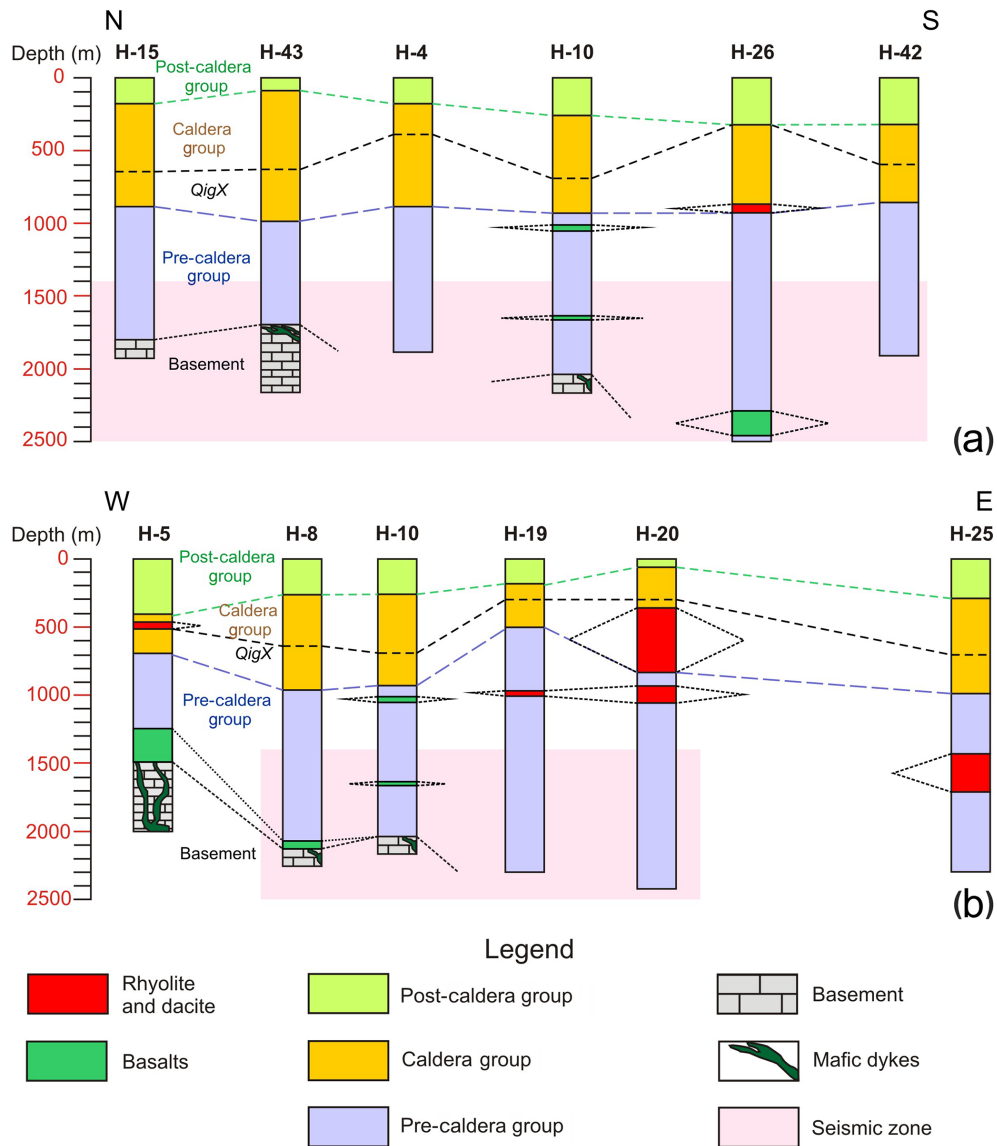 N
S
Depth (m)
H-15
H-43
H-4
H-10
H-26
H-42
Post-caldera
group
Caldera
group
QigX
Pre-caldera
group
Basement
0
500
1000
1500
2000
2500
(a)
W
E
Depth (m)
H-5
H-8
H-10
H-19
H-20
H-25
Post-caldera
group
Caldera
group
QigX
Pre-caldera
group
Basement
0
500
1000
1500
2000
2500
(b)
Legend
Rhyolite
and dacite
Post-caldera group
Basement
Basalts
Caldera group
Mafic dykes
Pre-caldera group
Seismic zone